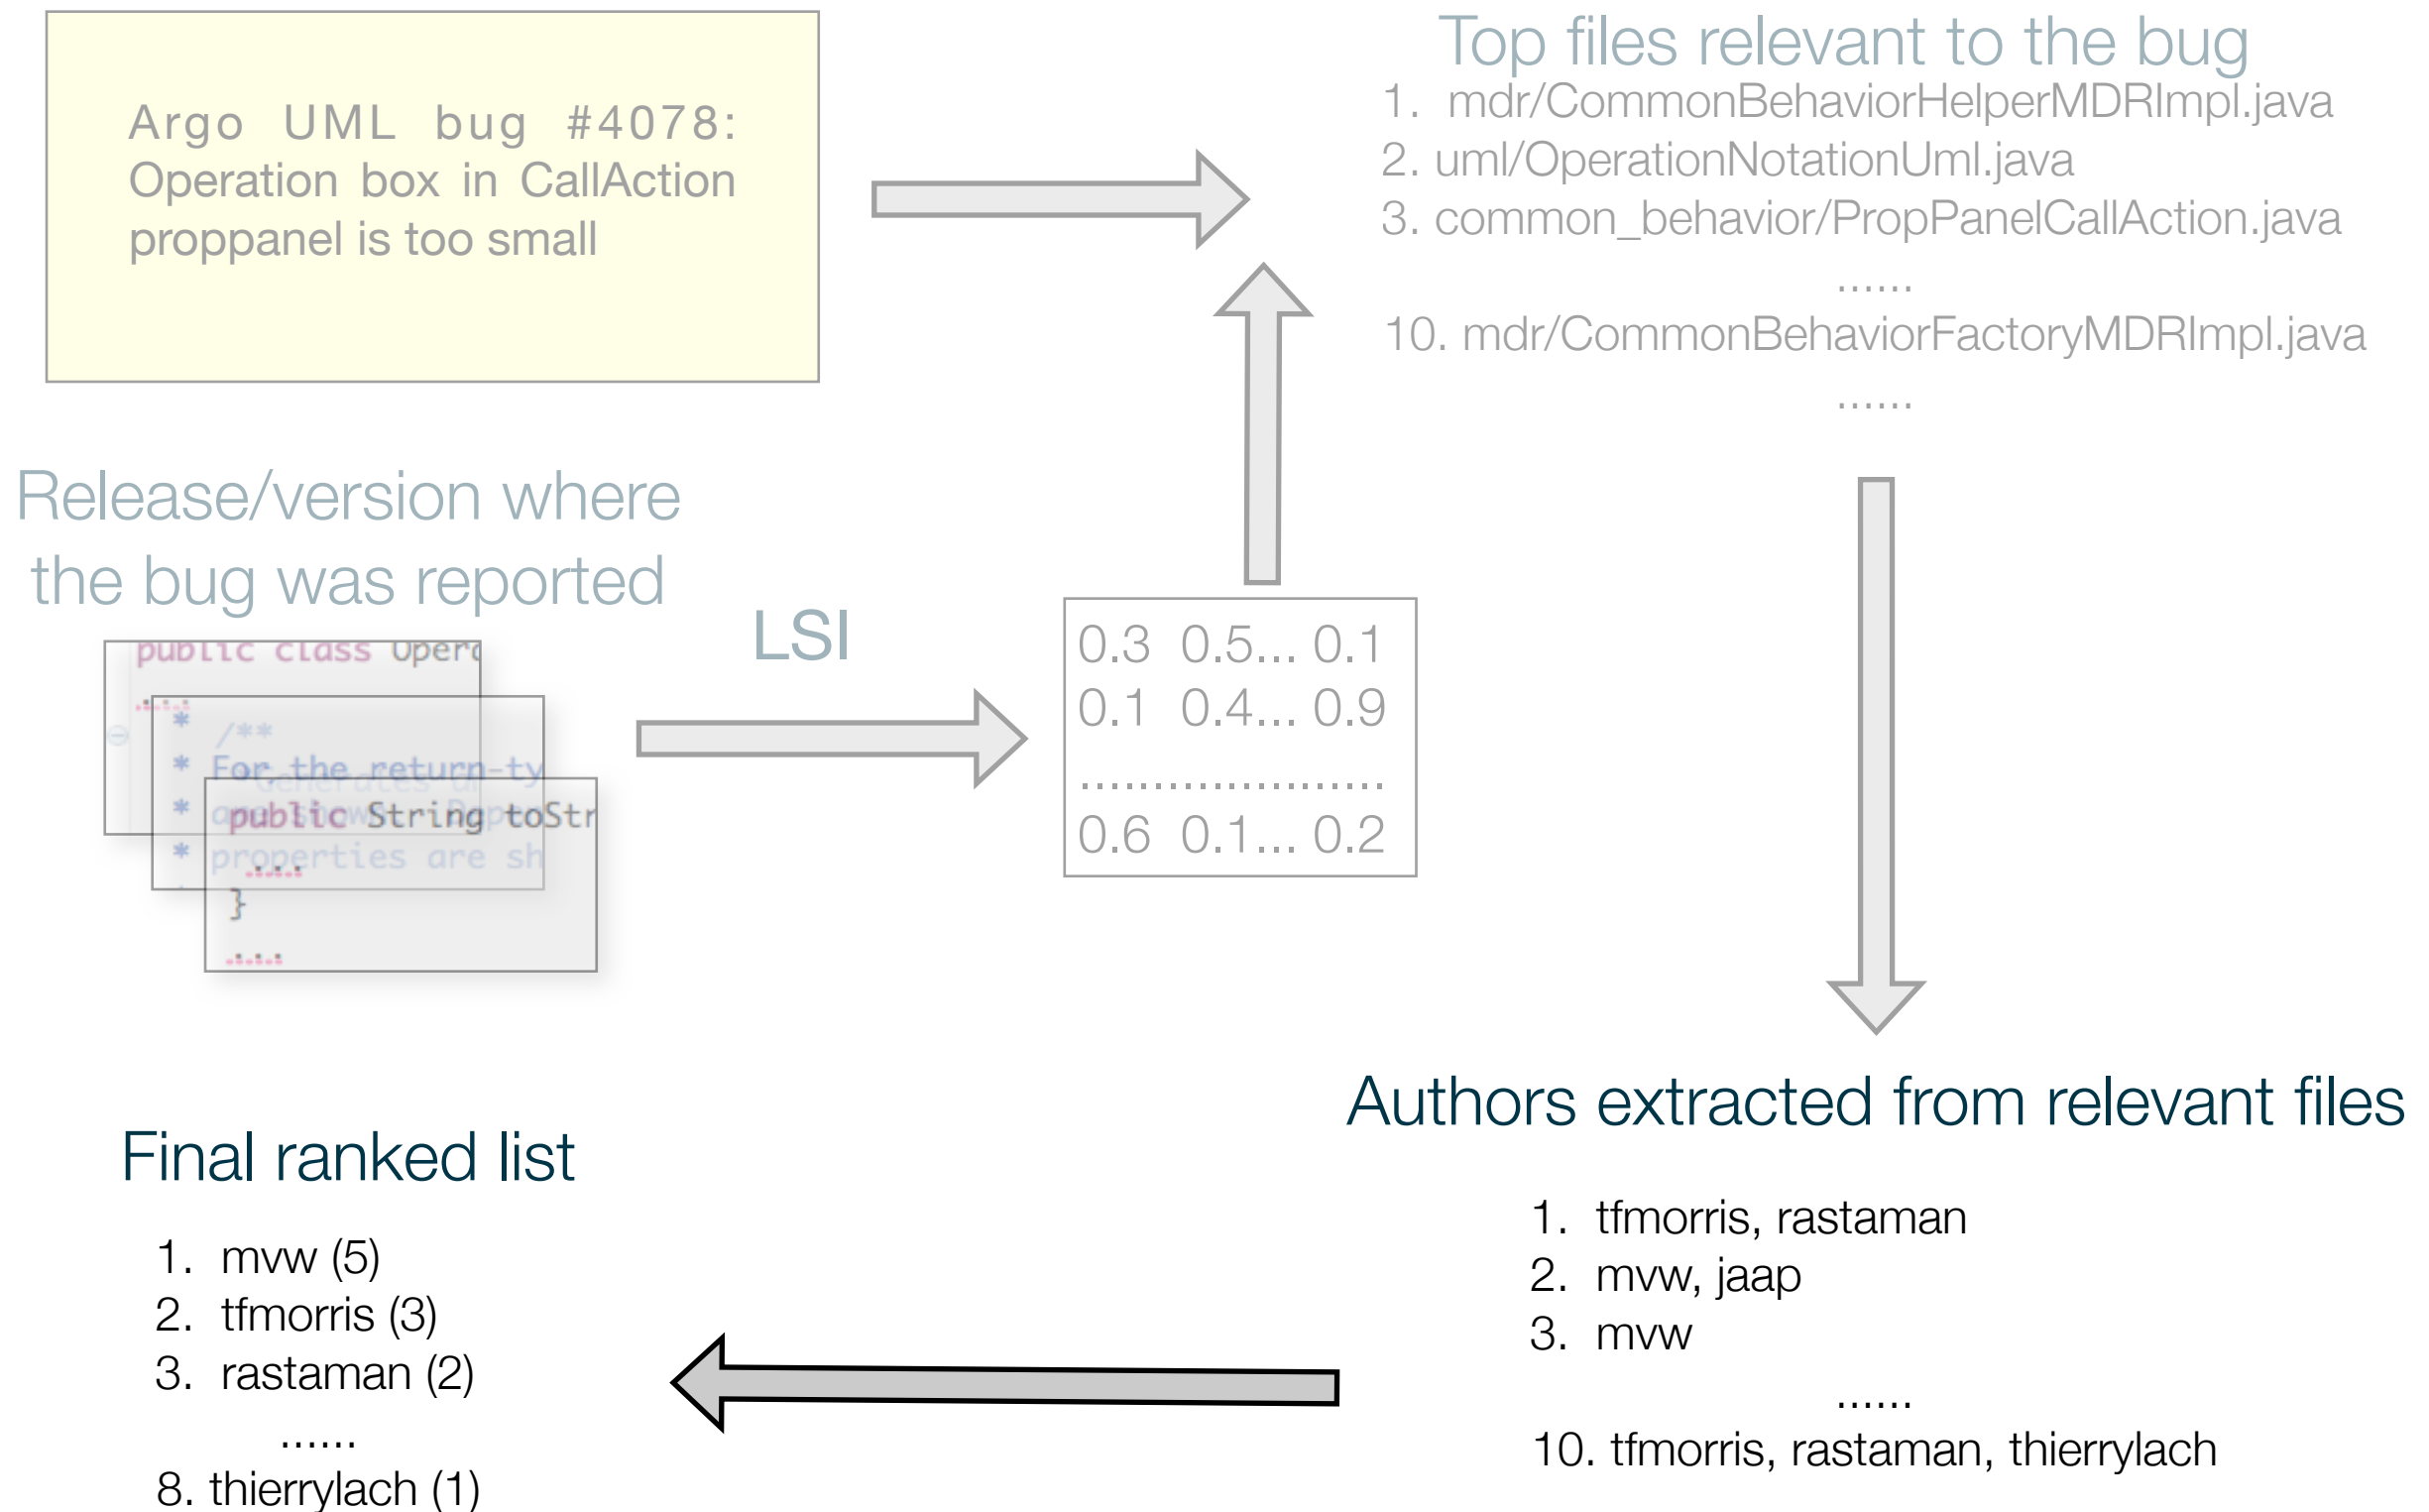 Argo UML bug #4078:
Operation box in CallAction
proppanel is too small
Top files relevant to the bug
1. mdr/CommonBehaviorHelperMDRImpl.java
2. uml/OperationNotationUml.java
3. common_behavior/PropPanelCallAction.java
......
10. mdr/CommonBehaviorFactoryMDRImpl.java
......
Release/version where
the bug was reported
public class Opera
...
* /**
* For the return-ty
*
* properties are sh
public String toStr
...
}
...
LSI
0.3 0.5... 0.1
0.1 0.4... 0.9
.....................
0.6 0.1... 0.2
Authors extracted from relevant files
1. tfmorris, rastaman
2. mvw, jaap
3. mvw
......
10. tfmorris, rastaman, thierrylach
Final ranked list
1. mvw (5)
2. tfmorris (3)
3. rastaman (2)
......
8. thierrylach (1)